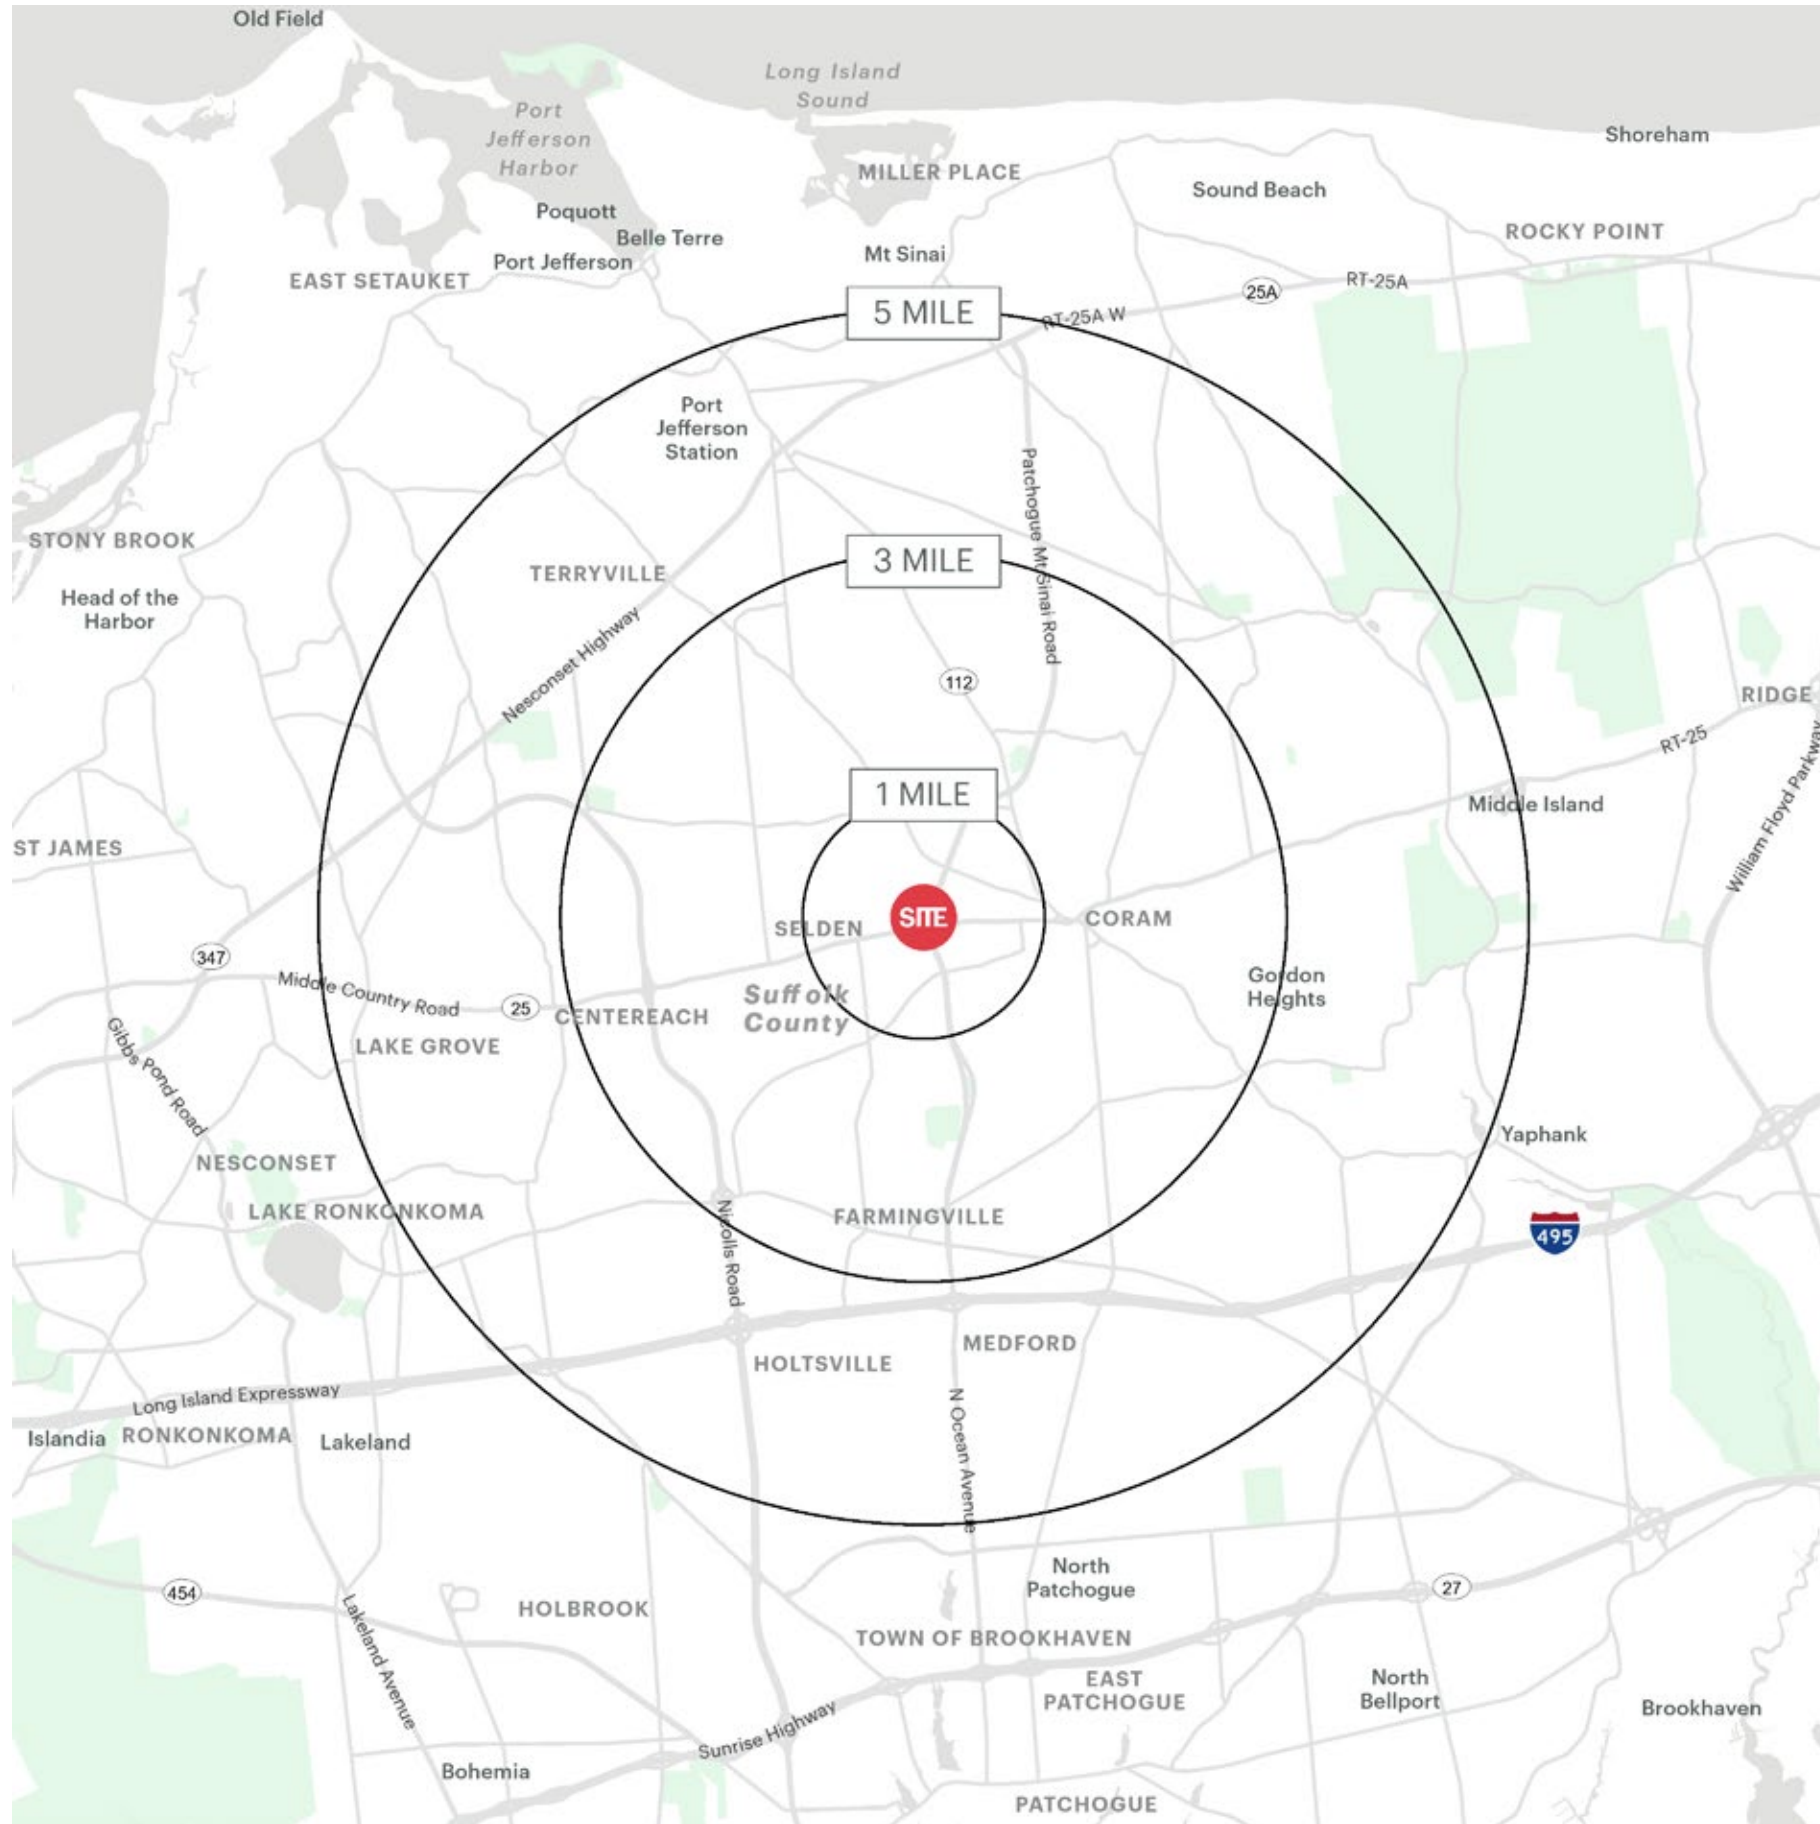 Old Field
Long Island
Sound
Port
Jefferson
Harbor
Shoreham
MILLER PLACE
Sound Beach
Poquott
Belle Terre
ROCKY POINT
Mt Sinai
Port Jefferson
EAST SETAUKET
RT-25A
25A
5 MILE
RT-25A W
Port
Jefferson
Station
Patchogue Mt Sinai Road
STONY BROOK
3 MILE
TERRYVILLE
Head of the
Harbor
Nesconset Highway
112
RIDGE
RT-25
1 MILE
Middle Island
William Floyd Parkway
ST JAMES
SITE
CORAM
SELDEN
347
Gordon
Heights
Middle Country Road
25
Suffolk
County
CENTEREACH
LAKE GROVE
Gibbs Pond Road
Yaphank
NESCONSET
LAKE RONKONKOMA
FARMINGVILLE
495
Nicolls Road
MEDFORD
HOLTSVILLE
Long Island Expressway
N Ocean Avenue
Islandia
RONKONKOMA
Lakeland
North
Patchogue
454
27
HOLBROOK
Lakeland Avenue
TOWN OF BROOKHAVEN
EAST
PATCHOGUE
North
Bellport
Brookhaven
Sunrise Highway
Bohemia
PATCHOGUE